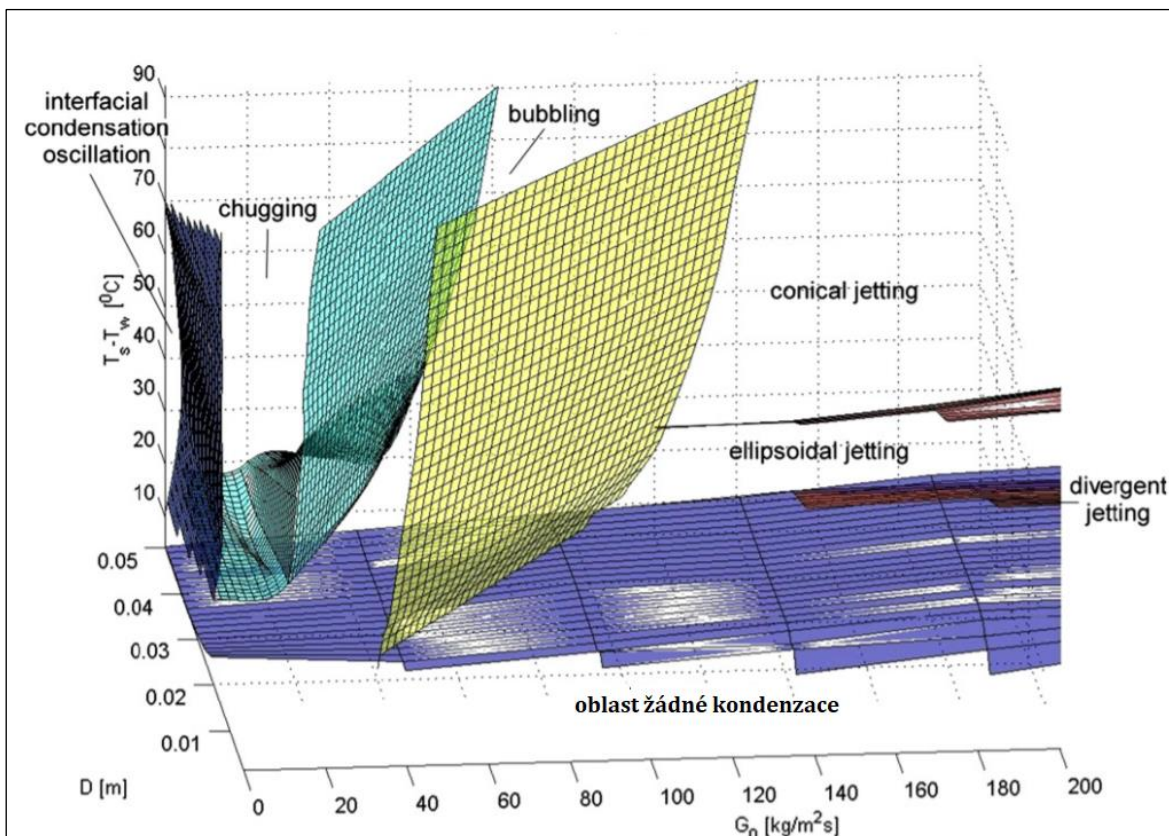 90
interfacial
condensation
oscillation
bubbling
70
chugging
60
50
40
30
20
10
T_s-T_w [⁰C]
conical jetting
ellipsoidal jetting
divergent
jetting
0.05
0.04
0.03
0.02
0.01
oblast žádné kondenzace
D [m]
0 20 40 60 80 100 120 140 160 180 200
G_0 [kg/m²s]